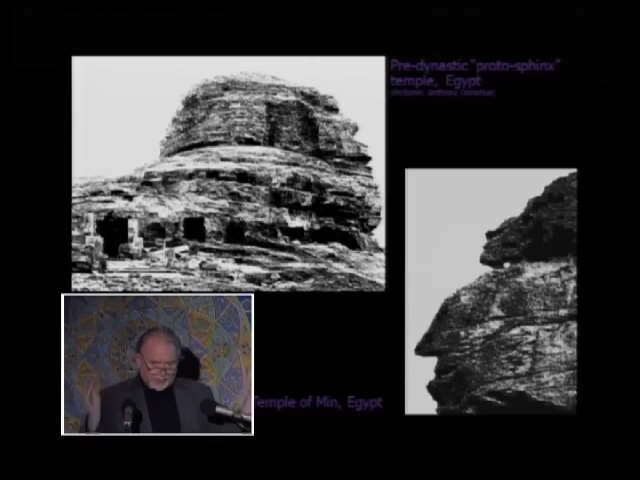 Pre-dynastic "proto-sphinx"
temple, Egypt
Temple of Min, Egypt